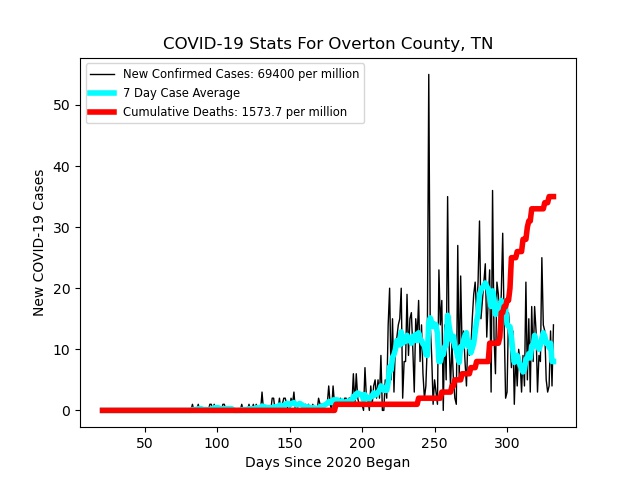 COVID-19 Stats For Overton County, TN
New Confirmed Cases: 69400 per million
7 Day Case Average
Cumulative Deaths: 1573.7 per million
New COVID-19 Cases
50
40
30
20
10
0
50 100 150 200 250 300
Days Since 2020 Began